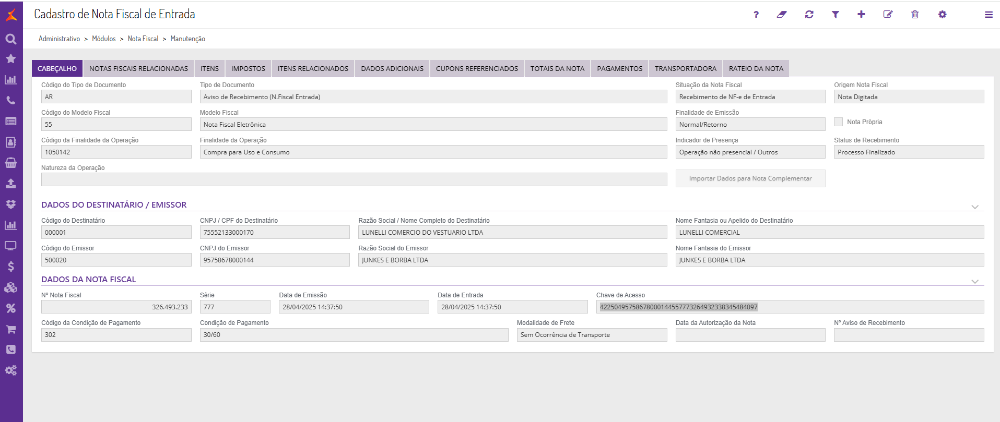 Cadastro de Nota Fiscal de Entrada
Administrativo > Módulos > Nota Fiscal > Manutenção
CABEÇALHO NOTAS FISCAIS RELACIONADAS ITENS IMPOSTOS ITENS RELACIONADOS DADOS ADICIONAIS CUPONS REFERENCIADOS TOTAIS DA NOTA PAGAMENTOS TRANSPORTADORA RATEIO DA NOTA
Código do Tipo de Documento Tipo de Documento Situação da Nota Fiscal Origem Nota Fiscal
AR Aviso de Recebimento (N.Fiscal Entrada) Recebimento de NF-e de Entrada Nota Digitada
Código do Modelo Fiscal Modelo Fiscal Finalidade de Emissão
55 Nota Fiscal Eletrônica Normal/Retorno Nota Própria
Código da Finalidade da Operação Finalidade da Operação Indicador de Presença Status de Recebimento
1050142 Compra para Uso e Consumo Operação não presencial / Outros Processo Finalizado
Natureza da Operação
Importar Dados para Nota Complementar
DADOS DO DESTINATÁRIO / EMISSOR
Código do Destinatário CNPJ / CPF do Destinatário Razão Social / Nome Completo do Destinatário Nome Fantasia ou Apelido do Destinatário
000001 75552133000170 LUNELLI COMERCIO DO VESTUARIO LTDA LUNELLI COMERCIAL
Código do Emissor CNPJ do Emissor Razão Social do Emissor Nome Fantasia do Emissor
500020 95758678000144 JUNKES E BORBA LTDA JUNKES E BORBA LTDA
DADOS DA NOTA FISCAL
Nº Nota Fiscal Série Data de Emissão Data de Entrada Chave de Acesso
326.493.233 777 28/04/2025 14:37:50 28/04/2025 14:37:50 42250495758678000144557773264932338345484097
Código da Condição de Pagamento Condição de Pagamento Modalidade de Frete Data da Autorização da Nota Nº Aviso de Recebimento
302 30/60 Sem Ocorrência de Transporte